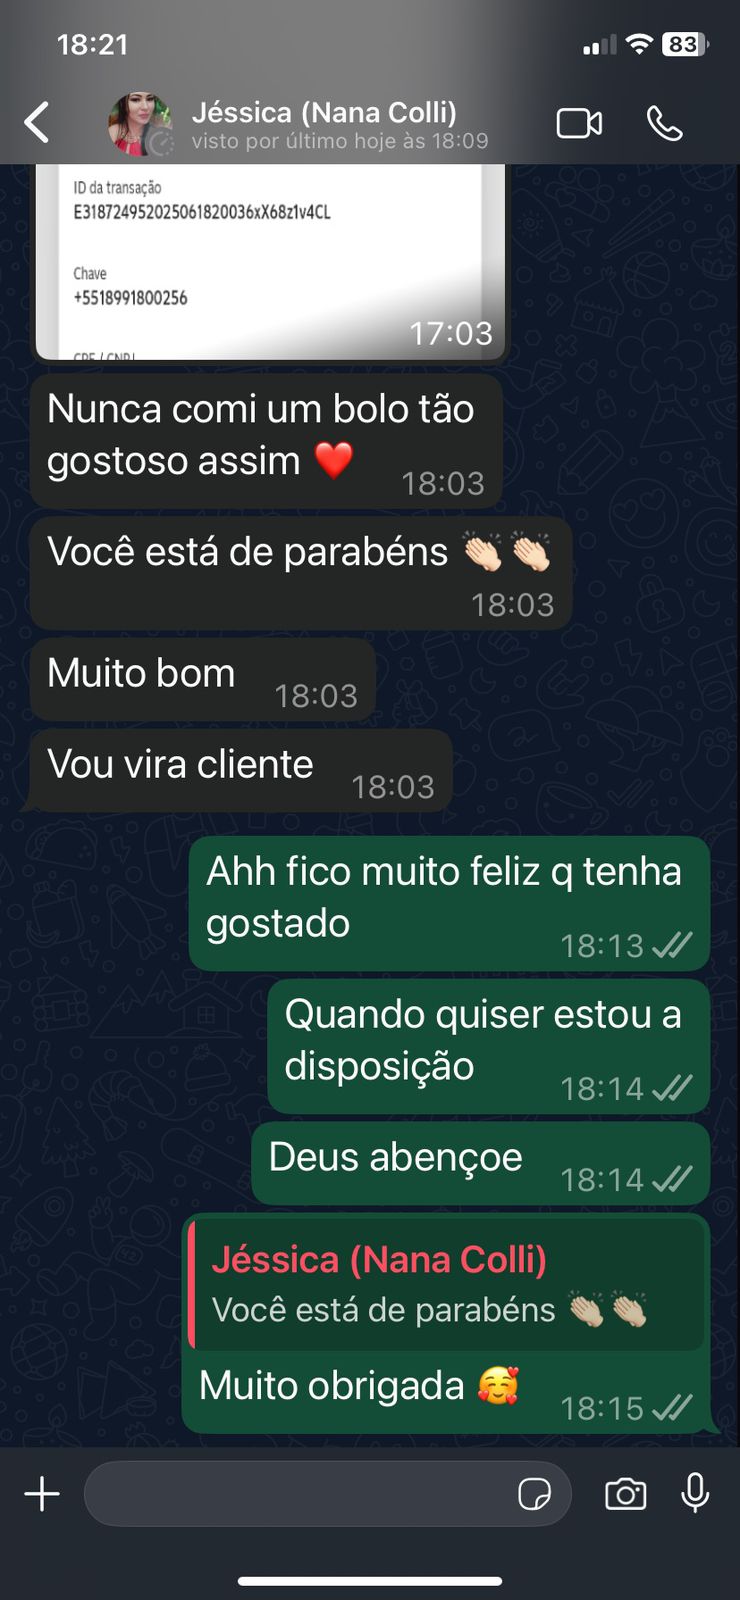 18:21
83
Jéssica (Nana Colli)
visto por último hoje às 18:09
ID da transação
E318724952025061820036xX68z1v4CL
Chave
+5518991800256
CPF / CNPJ
17:03
Nunca comi um bolo tão
gostoso assim ❤️
18:03
Você está de parabéns 👏🏻👏🏻
18:03
Muito bom
18:03
Vou vira cliente
18:03
Ahh fico muito feliz q tenha
gostado
18:13
Quando quiser estou a
disposição
18:14
Deus abençoe
18:14
Jéssica (Nana Colli)
Você está de parabéns 👏🏻👏🏻
Muito obrigada 🥰
18:15